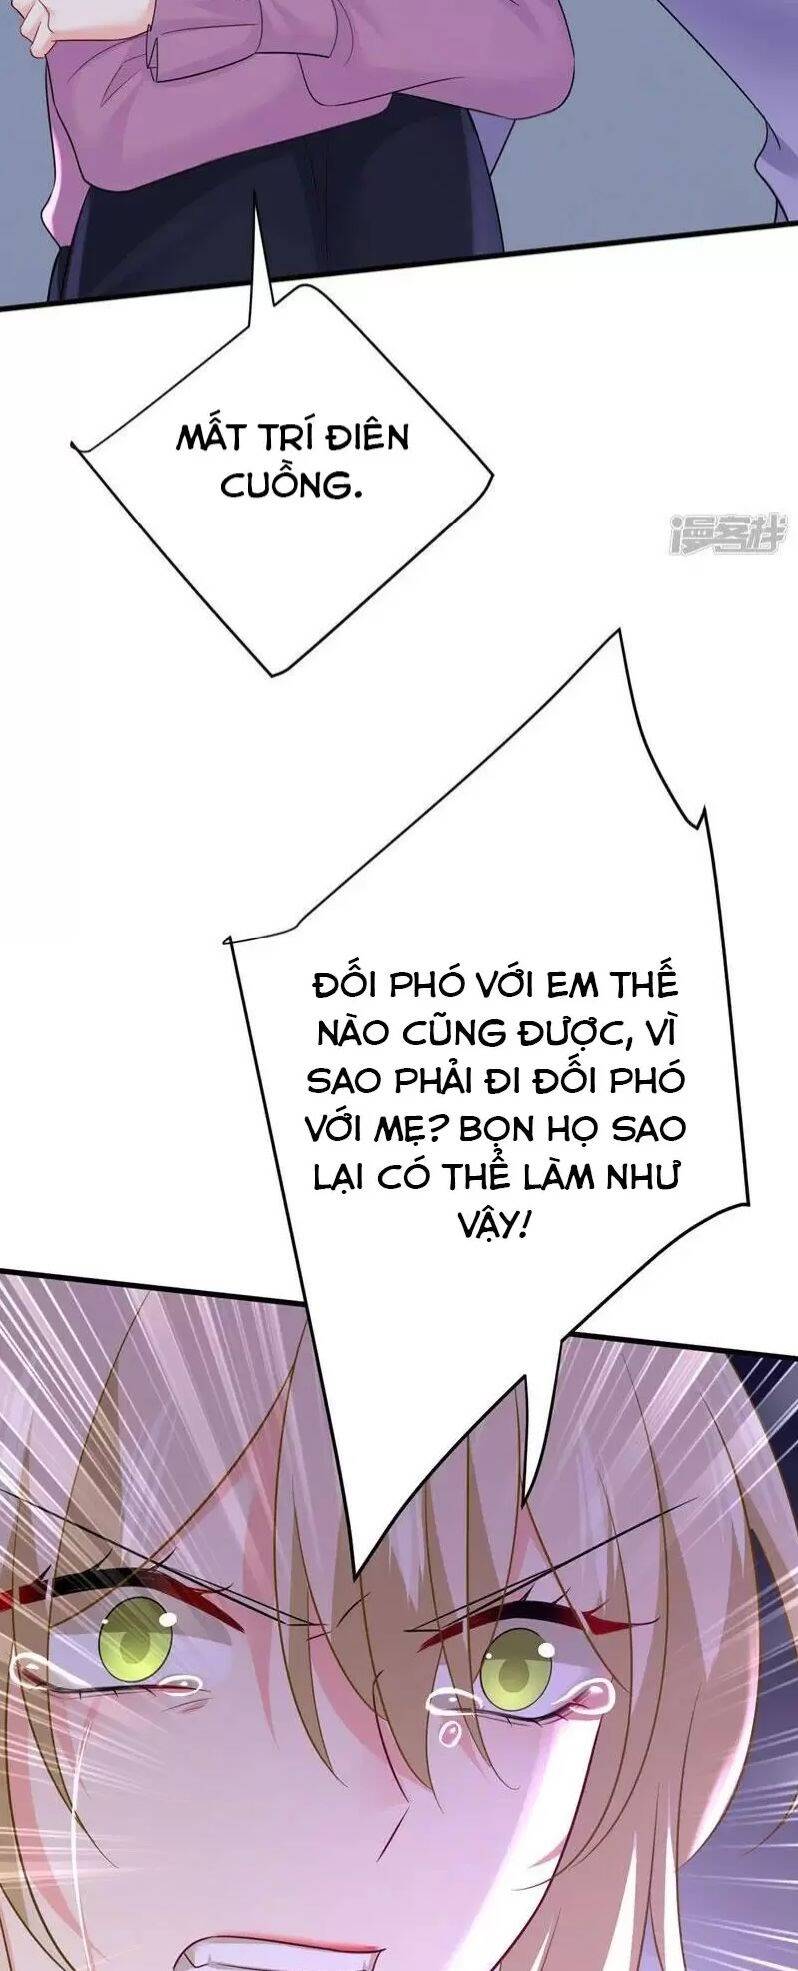 MẤT TRÍ ĐIÊN
CUỒNG.
漫客栈
ĐỐI PHÓ VỚI EM THẾ
NÀO CŨNG ĐƯỢC, VÌ
SAO PHẢI ĐI ĐỐI PHÓ
VỚI MẸ? BỌN HỌ SAO
LẠI CÓ THỂ LÀM NHƯ
VẬY!